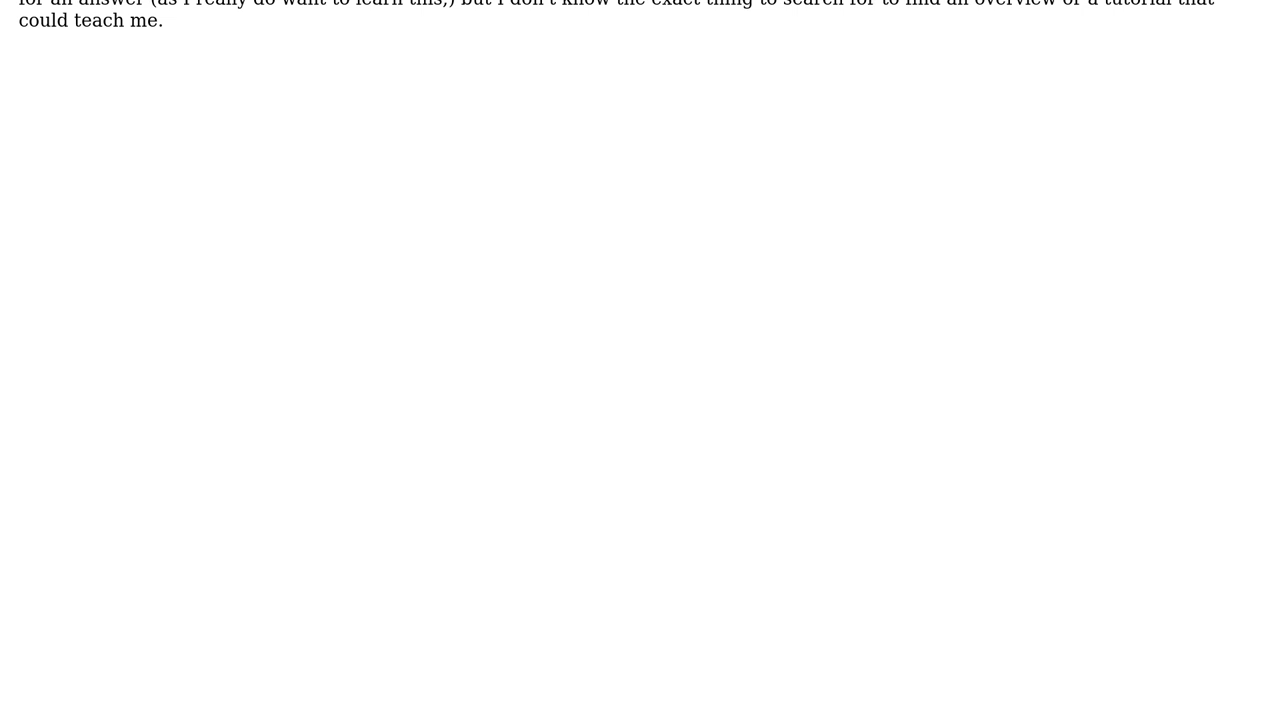 for an answer (as I really do want to learn this,) but I don't know the exact thing to search for to find an overview or a tutorial that
could teach me.